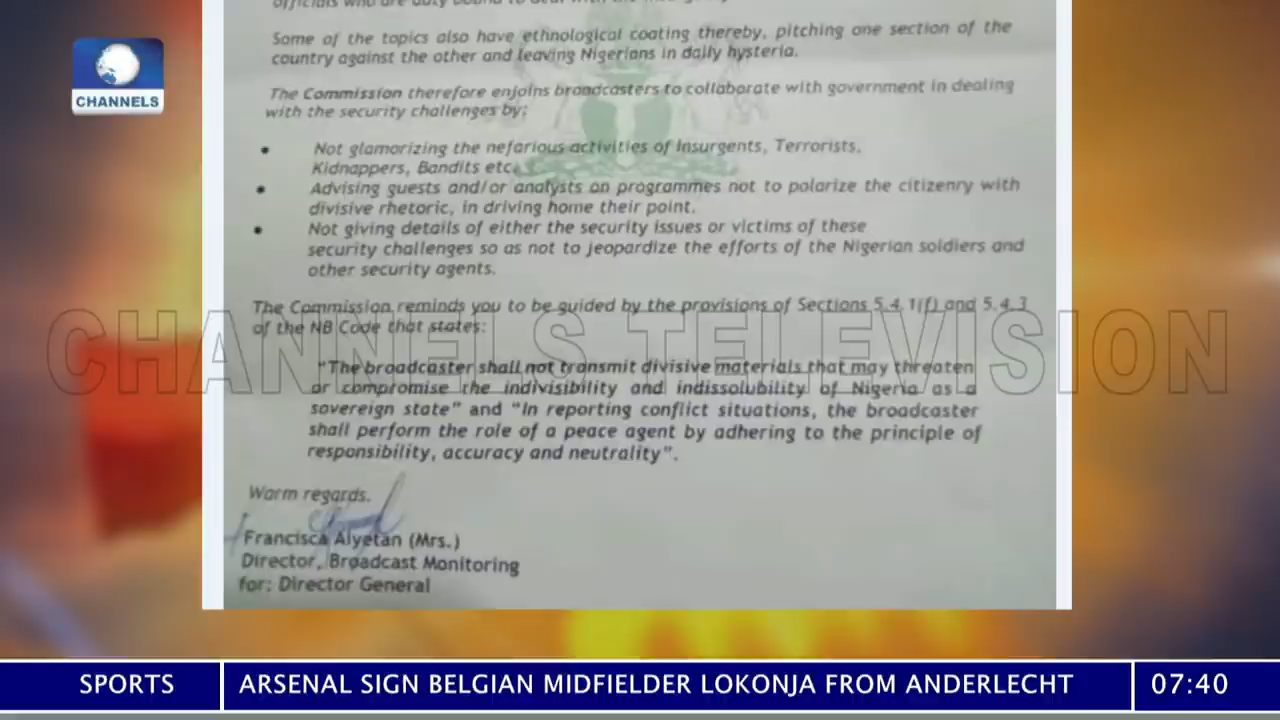 officials who are duty bound to deal with the
Some of the topics also have ethnological coating thereby, pitching one section of the
country against the other and leaving Nigerians in daily hysteria.
CHANNELS
The Commission therefore enjoins broadcasters to collaborate with government in dealing
with the security challenges by;
• Not glamorizing the nefarious activities of Insurgents, Terrorists,
Kidnappers, Bandits etc.
• Advising guests and/or analysts on programmes not to polarize the citizenry with
divisive rhetoric, in driving home their point.
• Not giving details of either the security issues or victims of these
security challenges so as not to jeopardize the efforts of the Nigerian soldiers and
other security agents.
The Commission reminds you to be guided by the provisions of Sections 5.4.1(f) and 5.4.3
of the NB Code that states:
CHANNELS TELEVISION
"The broadcaster shall not transmit divisive materials that may threaten
or compromise the indivisibility and indissolubility of Nigeria as a
sovereign state" and "In reporting conflict situations, the broadcaster
shall perform the role of a peace agent by adhering to the principle of
responsibility, accuracy and neutrality".
Warm regards.
Francisca Aiyetan (Mrs.)
Director, Broadcast Monitoring
for: Director General
SPORTS ARSENAL SIGN BELGIAN MIDFIELDER LOKONJA FROM ANDERLECHT 07:40